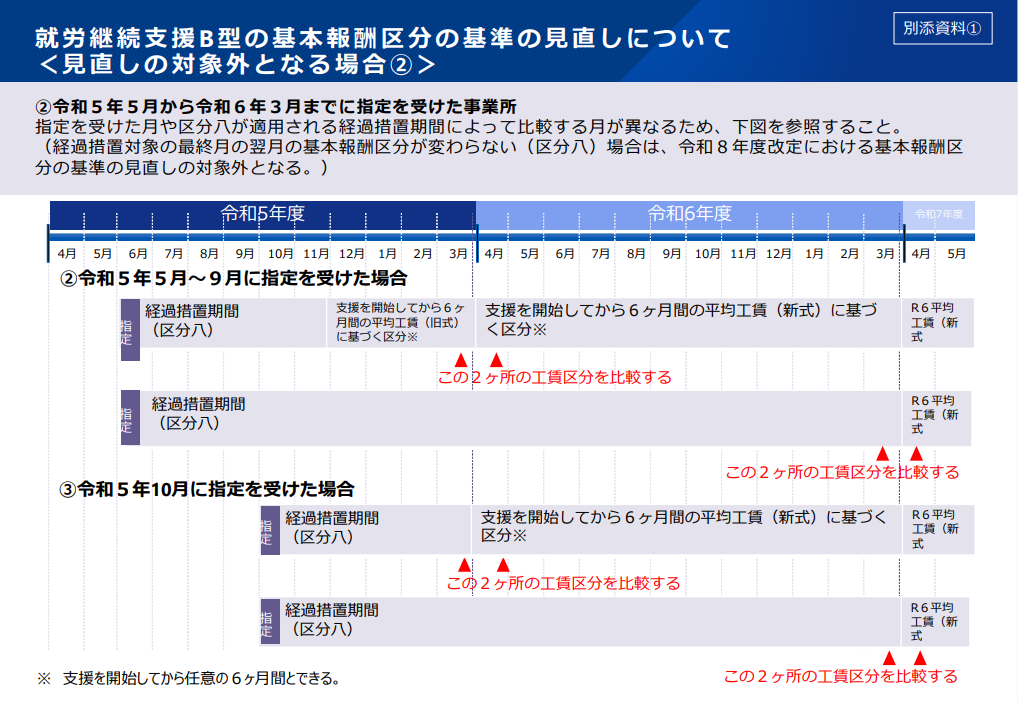 就労継続支援B型の基本報酬区分の基準の見直しについて
＜見直しの対象外となる場合②＞
別添資料①
②令和５年５月から令和６年３月までに指定を受けた事業所
指定を受けた月や区分八が適用される経過措置期間によって比較する月が異なるため、下図を参照すること。
（経過措置対象の最終月の翌月の基本報酬区分が変わらない（区分八）場合は、令和８年度改定における基本報酬区
分の基準の見直しの対象外となる。）
令和5年度
令和6年度
令和7年度
4月 5月 6月 7月 8月 9月 10月 11月 12月 1月 2月 3月 4月 5月 6月 7月 8月 9月 10月 11月 12月 1月 2月 3月 4月 5月
②令和５年５月～９月に指定を受けた場合
指定
経過措置期間
（区分八）
支援を開始してから６ヶ
月間の平均工賃（旧式）
に基づく区分※
支援を開始してから６ヶ月間の平均工賃（新式）に基づ
く区分※
R６平均
工賃（新
式
この２ヶ所の工賃区分を比較する
指定
経過措置期間
（区分八）
R６平均
工賃（新
式
この２ヶ所の工賃区分を比較する
③令和５年10月に指定を受けた場合
指定
経過措置期間
（区分八）
支援を開始してから６ヶ月間の平均工賃（新式）に基づく
区分※
R６平均
工賃（新
式
この２ヶ所の工賃区分を比較する
指定
経過措置期間
（区分八）
R６平均
工賃（新
式
この２ヶ所の工賃区分を比較する
※　支援を開始してから任意の６ヶ月間とできる。